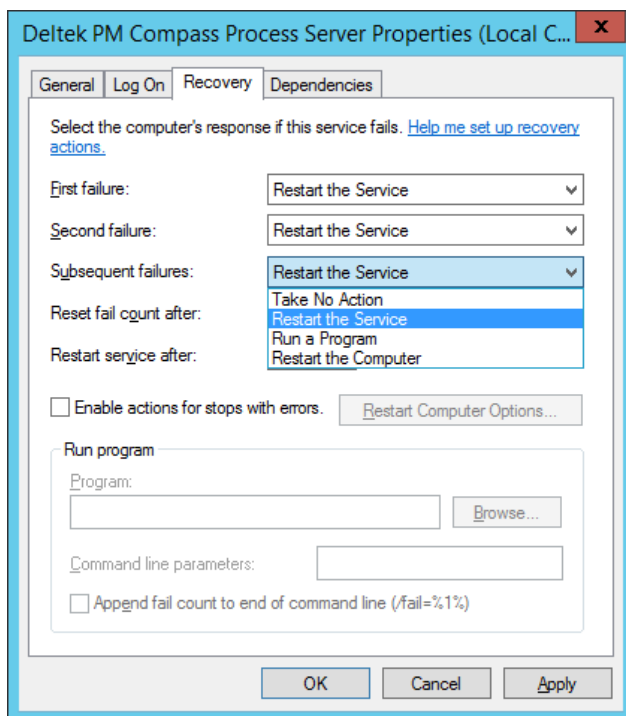 Deltek PM Compass Process Server Properties (Local C...
x
General Log On Recovery Dependencies
Select the computer's response if this service fails. Help me set up recovery
actions.
First failure: Restart the Service
Second failure: Restart the Service
Subsequent failures: Restart the Service
Take No Action
Reset fail count after: Restart the Service
Run a Program
Restart service after: Restart the Computer
Enable actions for stops with errors. Restart Computer Options...
Run program
Program:
Browse...
Command line parameters:
Append fail count to end of command line (/fail=%1%)
OK Cancel Apply